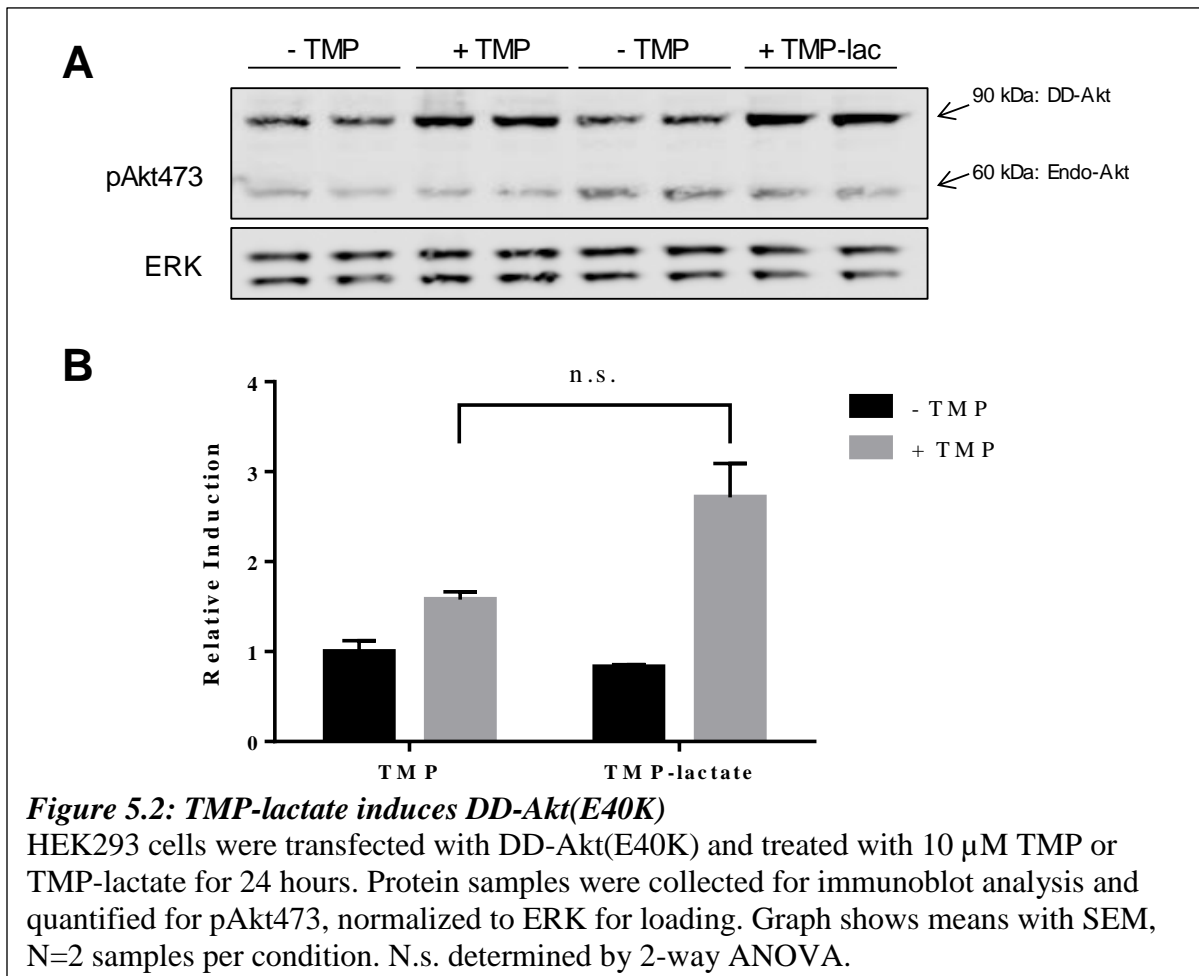 A
- TMP
+ TMP
- TMP
+ TMP-lac
90 kDa: DD-Akt
pAkt473
60 kDa: Endo-Akt
ERK
B
n.s.
- TMP
+ TMP
Relative Induction
4
3
2
1
0
TMP
TMP-lactate
Figure 5.2: TMP-lactate induces DD-Akt(E40K)
HEK293 cells were transfected with DD-Akt(E40K) and treated with 10 µM TMP or
TMP-lactate for 24 hours. Protein samples were collected for immunoblot analysis and
quantified for pAkt473, normalized to ERK for loading. Graph shows means with SEM,
N=2 samples per condition. N.s. determined by 2-way ANOVA.